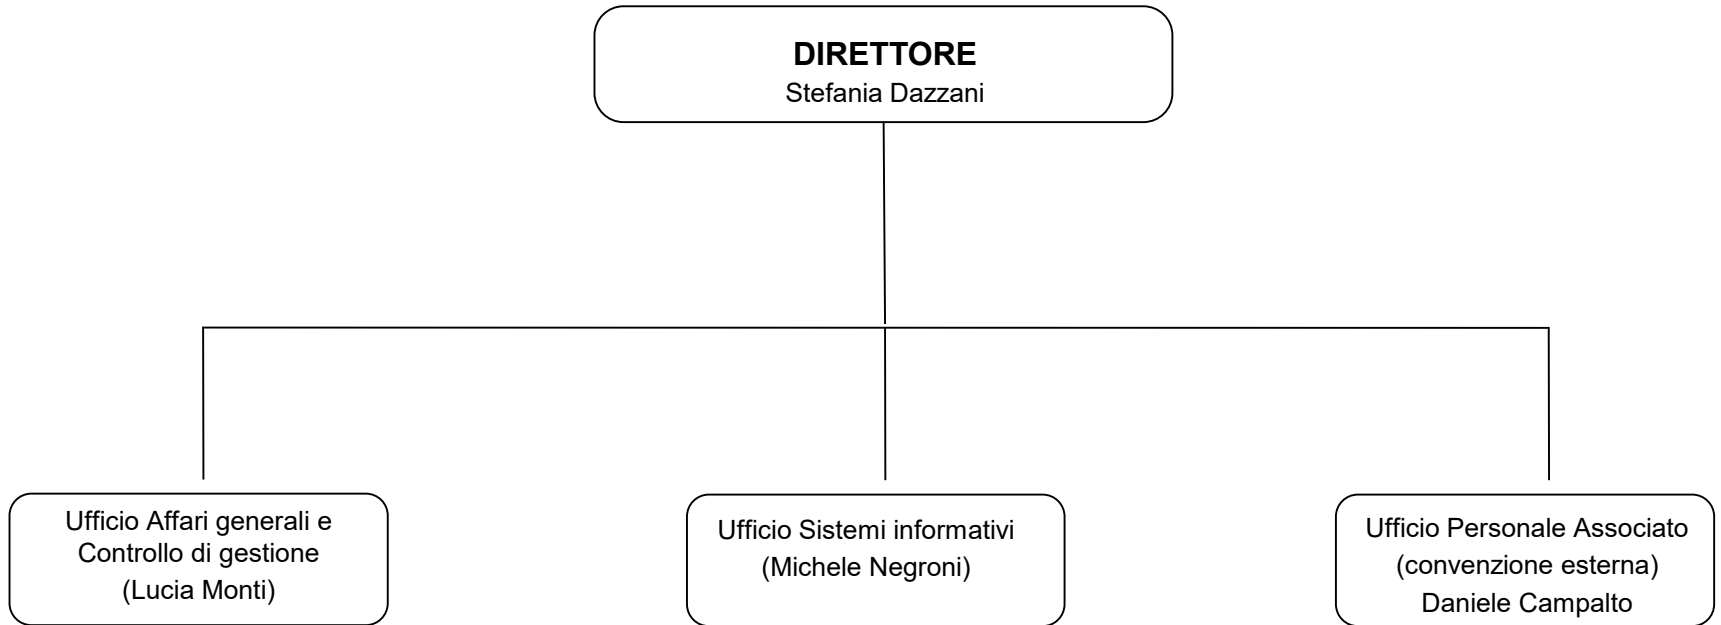 DIRETTORE
Stefania Dazzani
Ufficio Affari generali e
Controllo di gestione
(Lucia Monti)
Ufficio Sistemi informativi
(Michele Negroni)
Ufficio Personale Associato
(convenzione esterna)
Daniele Campalto